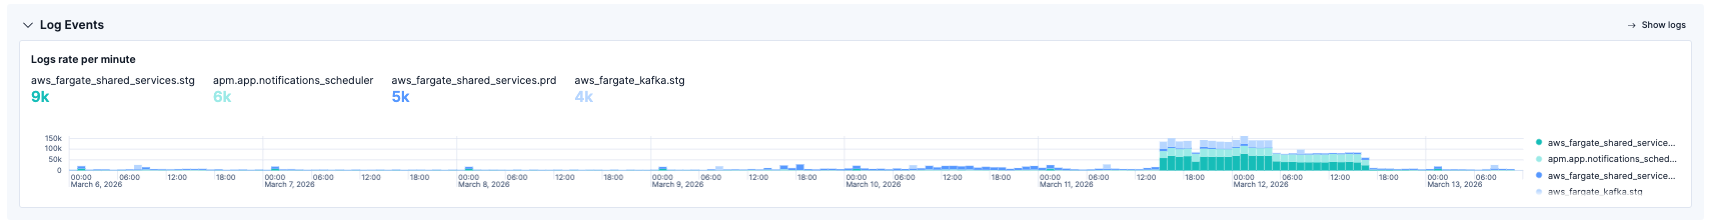 Log Events
Show logs
Logs rate per minute
aws_fargate_shared_services.stg apm.app.notifications_scheduler aws_fargate_shared_services.prd aws_fargate_kafka.stg
9k 6k 5k 4k
150k
100k
50k
0
00:00 06:00 12:00 18:00 00:00 06:00 12:00 18:00 00:00 06:00 12:00 18:00 00:00 06:00 12:00 18:00 00:00 06:00 12:00 18:00 00:00 06:00 12:00 18:00 00:00 06:00 12:00 18:00 00:00 06:00
March 6, 2026 March 7, 2026 March 8, 2026 March 9, 2026 March 10, 2026 March 11, 2026 March 12, 2026 March 13, 2026
aws_fargate_shared_service...
apm.app.notifications_sched...
aws_fargate_shared_service...
aws_fargate_kafka.stg